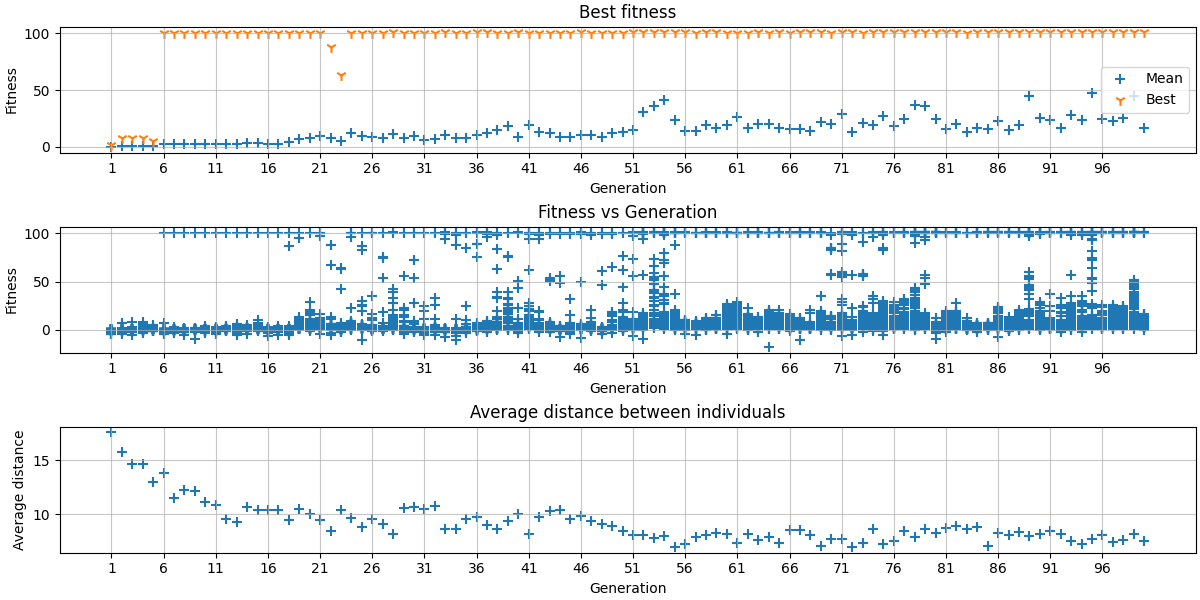 Best fitness
100
50
0
Fitness
Mean
Best
1 6 11 16 21 26 31 36 41 46 51 56 61 66 71 76 81 86 91 96
Generation
Fitness vs Generation
100
50
0
Fitness
1 6 11 16 21 26 31 36 41 46 51 56 61 66 71 76 81 86 91 96
Generation
Average distance between individuals
15
10
Average distance
1 6 11 16 21 26 31 36 41 46 51 56 61 66 71 76 81 86 91 96
Generation